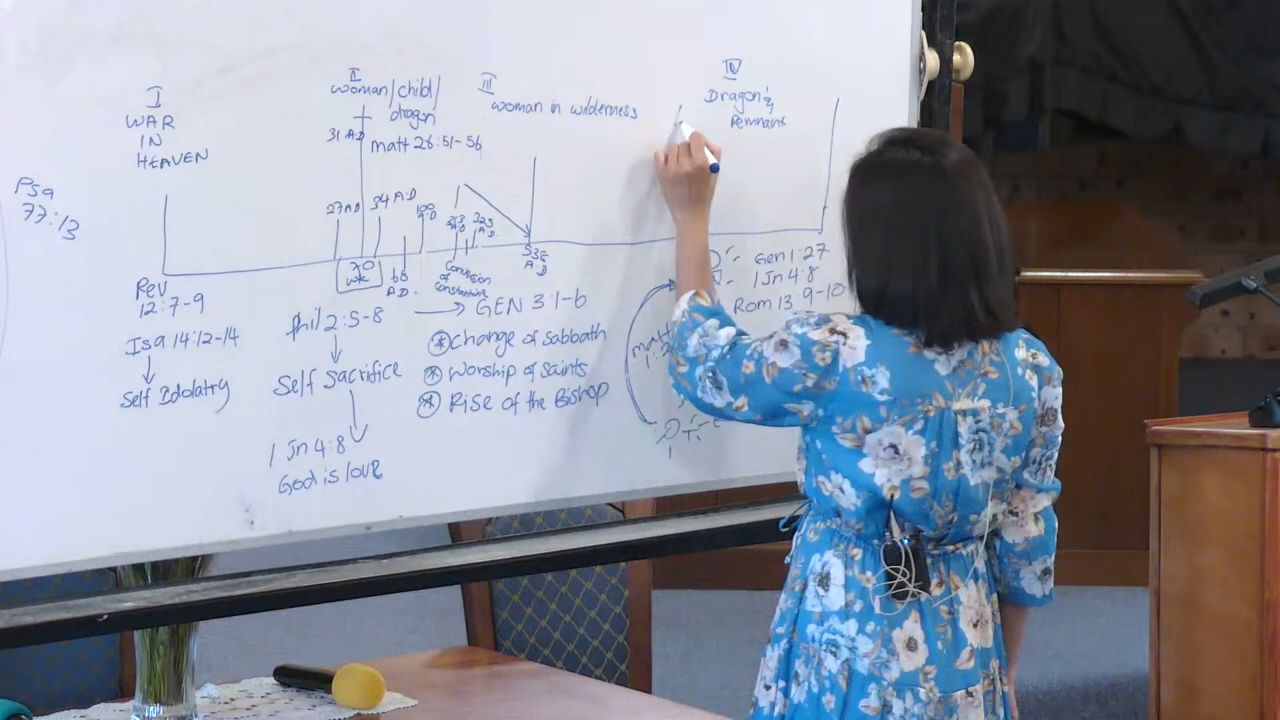 Psa
77:13
I
WAR
IN
HEAVEN
II
woman/child/
dragon
31 A.D
matt 26:51-56
III
woman in wilderness
IV
Dragon &
Remnant
27 A.D
34 A.D
100
A.D
313
A.D
323
A.D
538
A.D
70
wk
66
A.D.
Conversion
of
Constantine
Rev
12:7-9
Isa 14:12-14
Self Idolatry
Phil 2:5-8
Self Sacrifice
1 Jn 4:8
God is love
GEN 3:1-6
* change of sabbath
* worship of saints
* Rise of the Bishop
Gen 1:27
1 Jn 4:8
Rom 13:9-10
matt